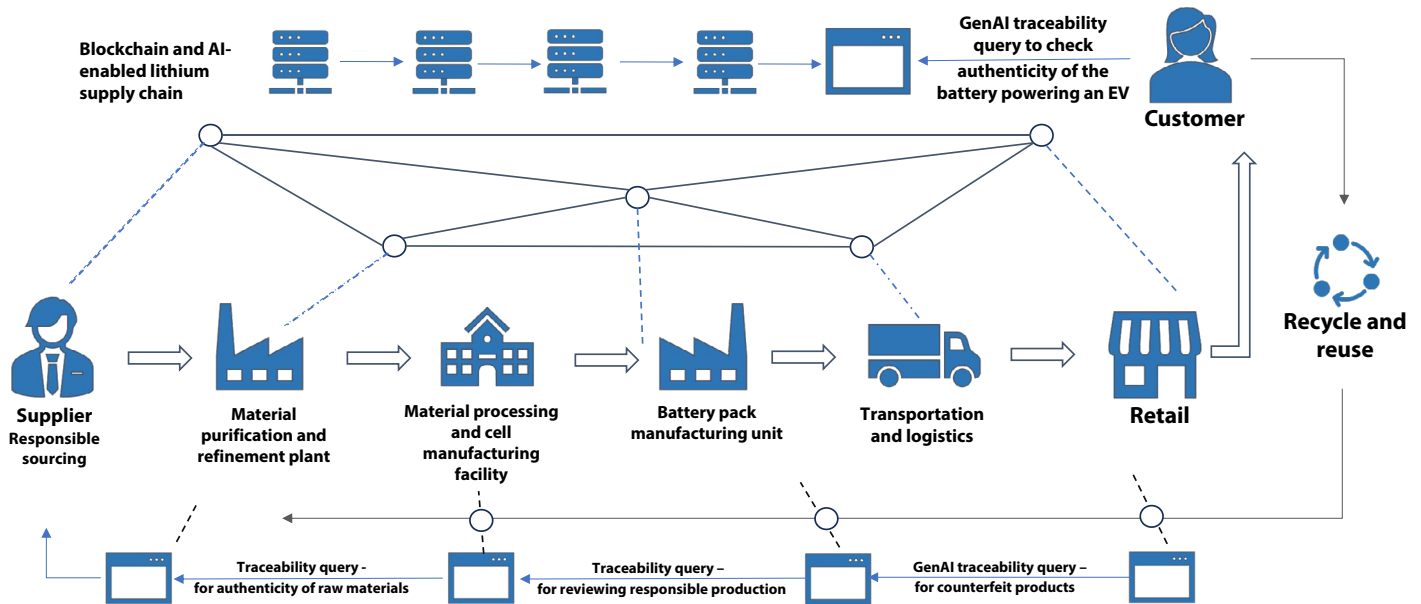 Blockchain and AI-
enabled lithium
supply chain
GenAI traceability
query to check
authenticity of the
battery powering an EV
Customer
Recycle and
reuse
Supplier
Responsible
sourcing
Material
purification and
refinement plant
Material processing
and cell
manufacturing
facility
Battery pack
manufacturing unit
Transportation
and logistics
Retail
Traceability query -
for authenticity of raw materials
Traceability query –
for reviewing responsible production
GenAI traceability query –
for counterfeit products